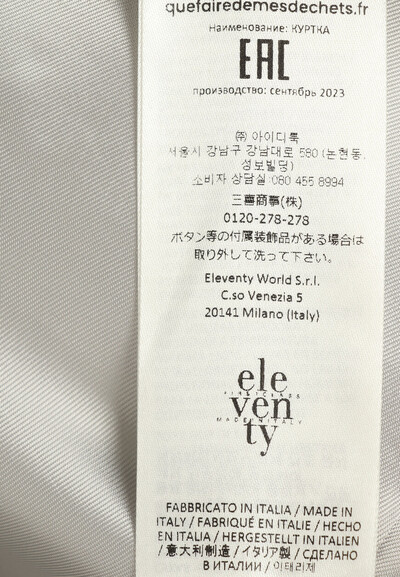 quefairedemesdechets.fr
Наименование: КУРТКА
EAC
производство: сентябрь 2023
㈜ 아이디룩
서울시 강남구 강남대로 580 (논현동,
성보빌딩)
소비자 상담실:080 455 8994
三喜商事(株)
0120-278-278
ボタン等の付属装飾品がある場合は
取り外して洗って下さい。
Eleventy World S.r.l.
C.so Venezia 5
20141 Milano (Italy)
ele
ven
MADE IN ITALY
ty
FABBRICATO IN ITALIA / MADE IN
ITALY / FABRIQUÉ EN ITALIE / HECHO
EN ITALIA / HERGESTELLT IN ITALIEN
/ 意大利制造 / イタリア製 / СДЕЛАНО
В ИТАЛИИ / 이태리제